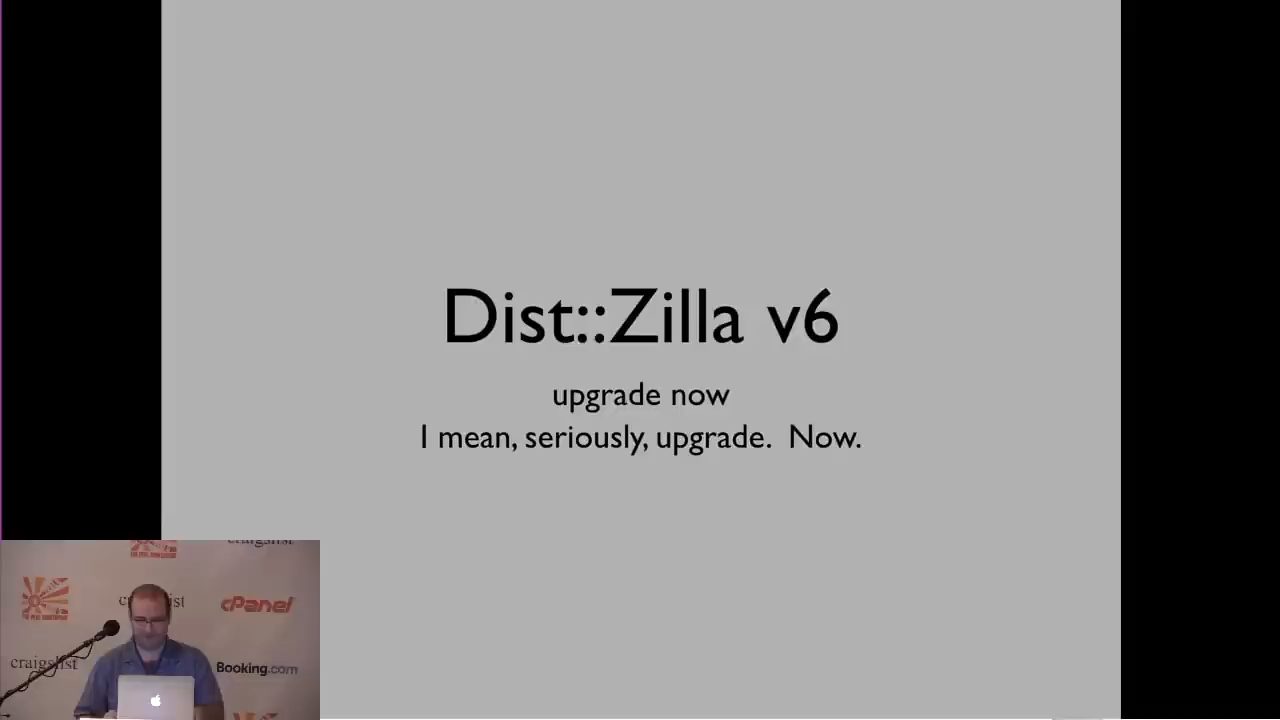 Dist::Zilla v6
upgrade now
I mean, seriously, upgrade.  Now.
craigslist
cPanel
craigslist
Booking.com